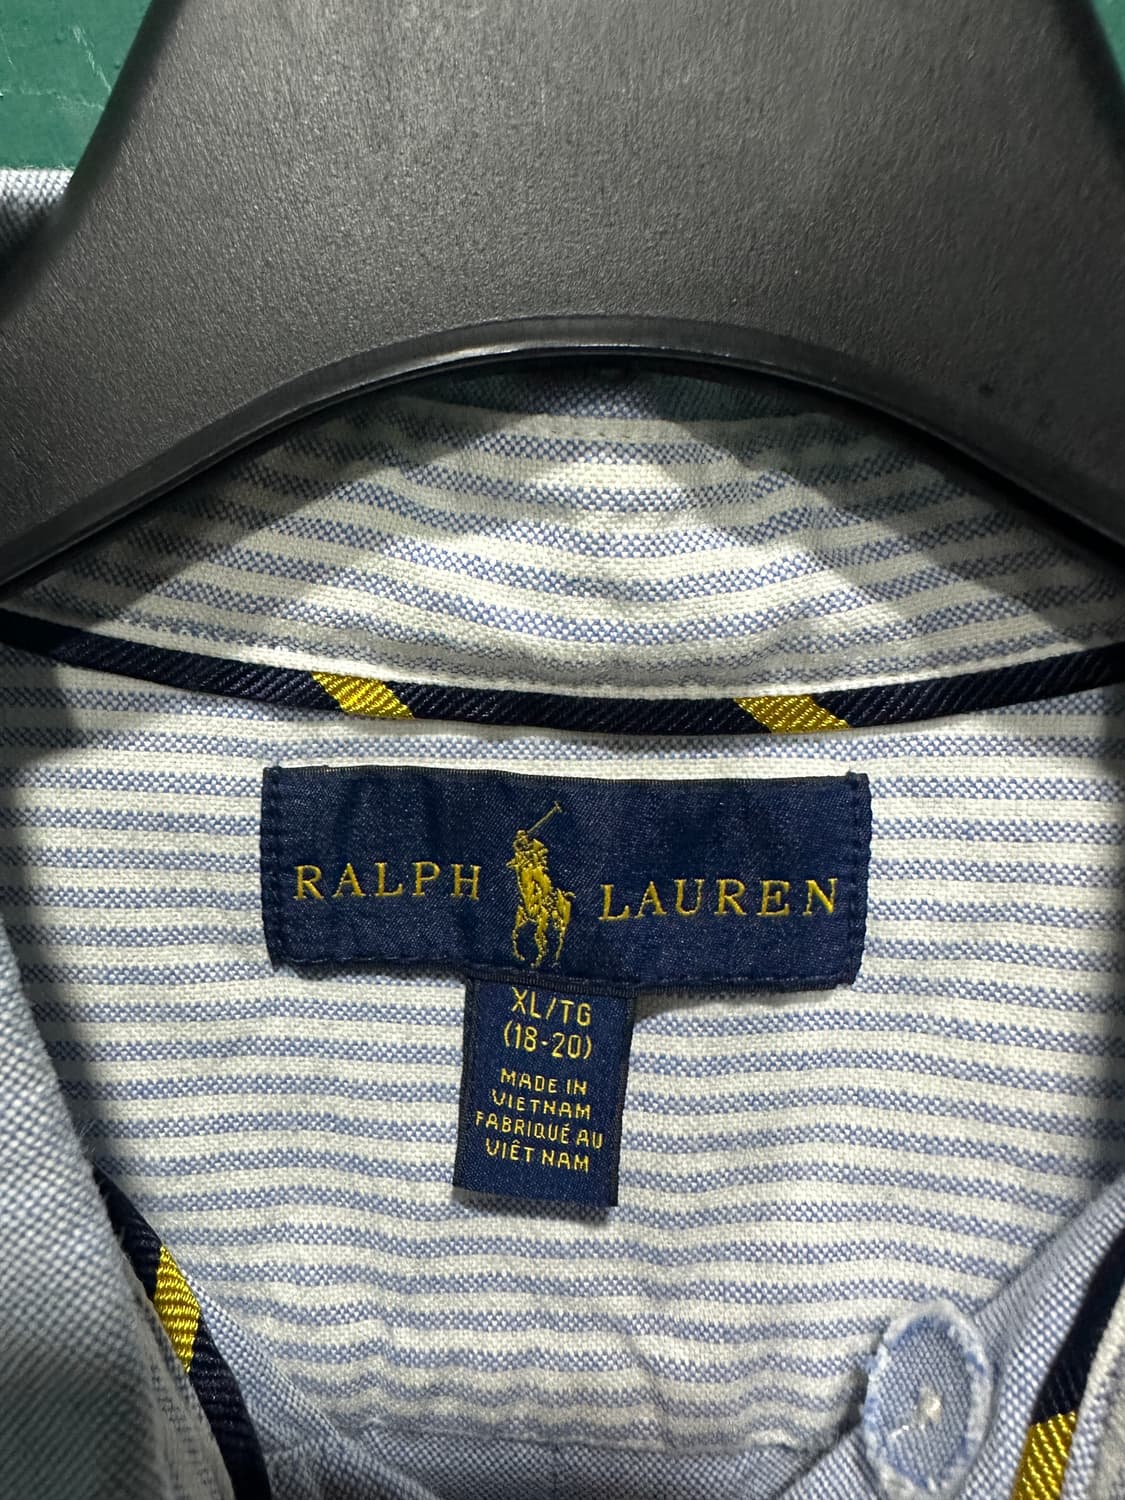 RALPH LAUREN
XL/TG
(18-20)
MADE IN
VIETNAM
FABRIQUÉ AU
VIÊT NAM